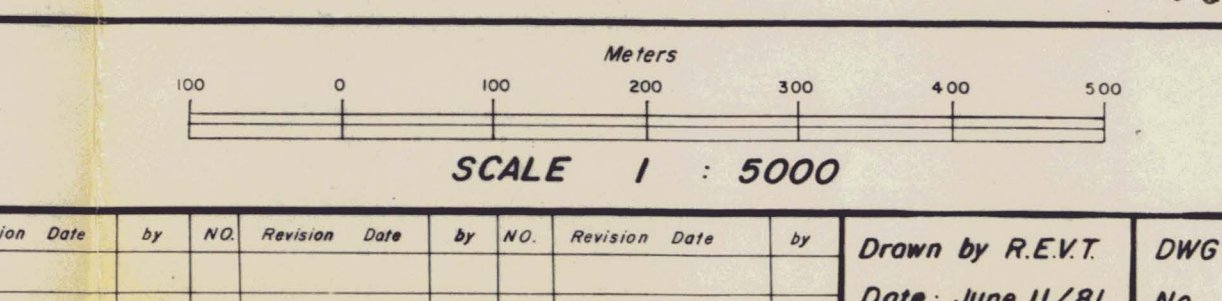 Meters
100 0 100 200 300 400 500
SCALE 1 : 5000
Date by NO. Revision Date by NO. Revision Date by
Drawn by R.E.V.T.
DWG
Date: June 11/81
No.